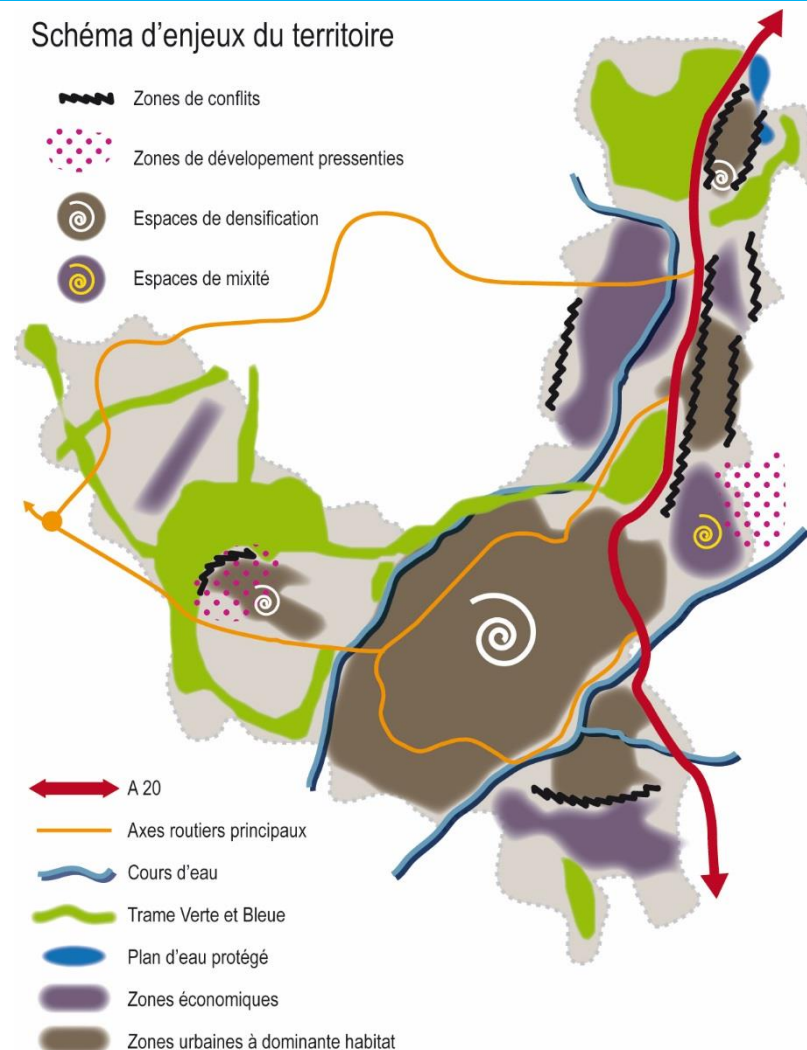 Schéma d'enjeux du territoire
Zones de conflits
Zones de dévelopement pressenties
Espaces de densification
Espaces de mixité
A 20
Axes routiers principaux
Cours d'eau
Trame Verte et Bleue
Plan d'eau protégé
Zones économiques
Zones urbaines à dominante habitat